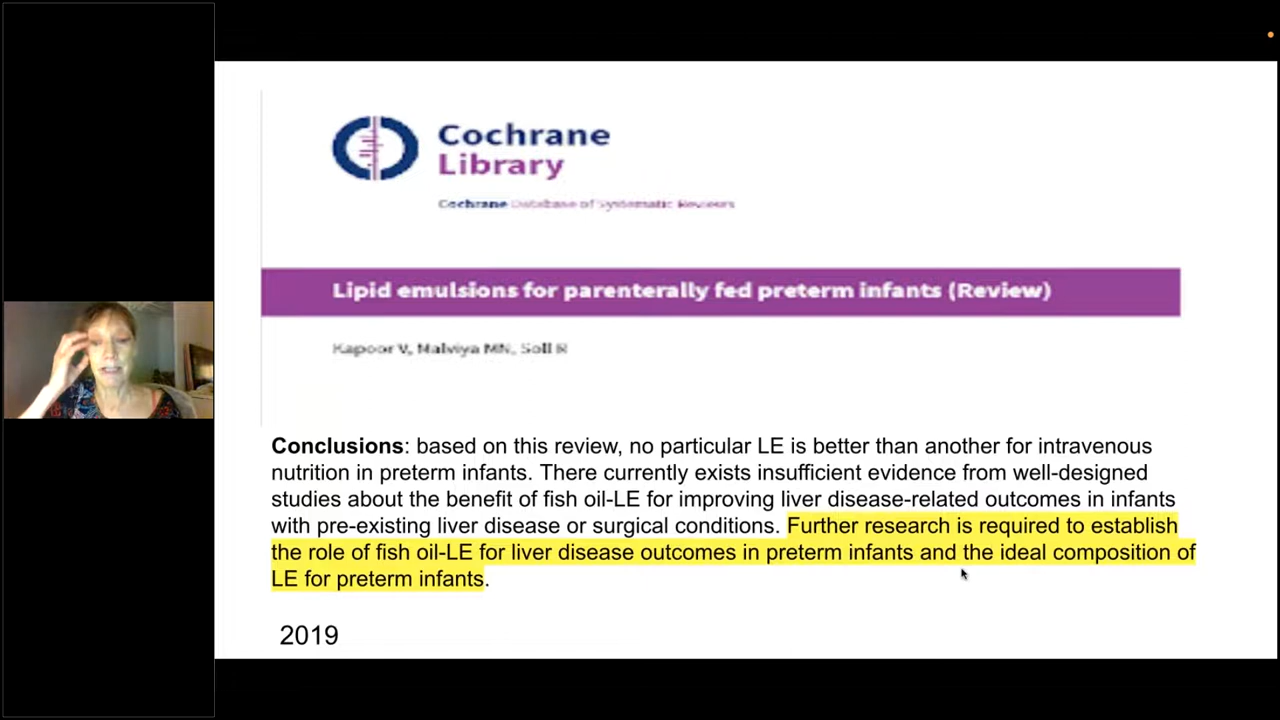 Cochrane
Library
Cochrane Database of Systematic Reviews
Lipid emulsions for parenterally fed preterm infants (Review)
Kapoor V, Malviya MN, Soll R
Conclusions: based on this review, no particular LE is better than another for intravenous
nutrition in preterm infants. There currently exists insufficient evidence from well-designed
studies about the benefit of fish oil-LE for improving liver disease-related outcomes in infants
with pre-existing liver disease or surgical conditions. Further research is required to establish
the role of fish oil-LE for liver disease outcomes in preterm infants and the ideal composition of
LE for preterm infants.
2019